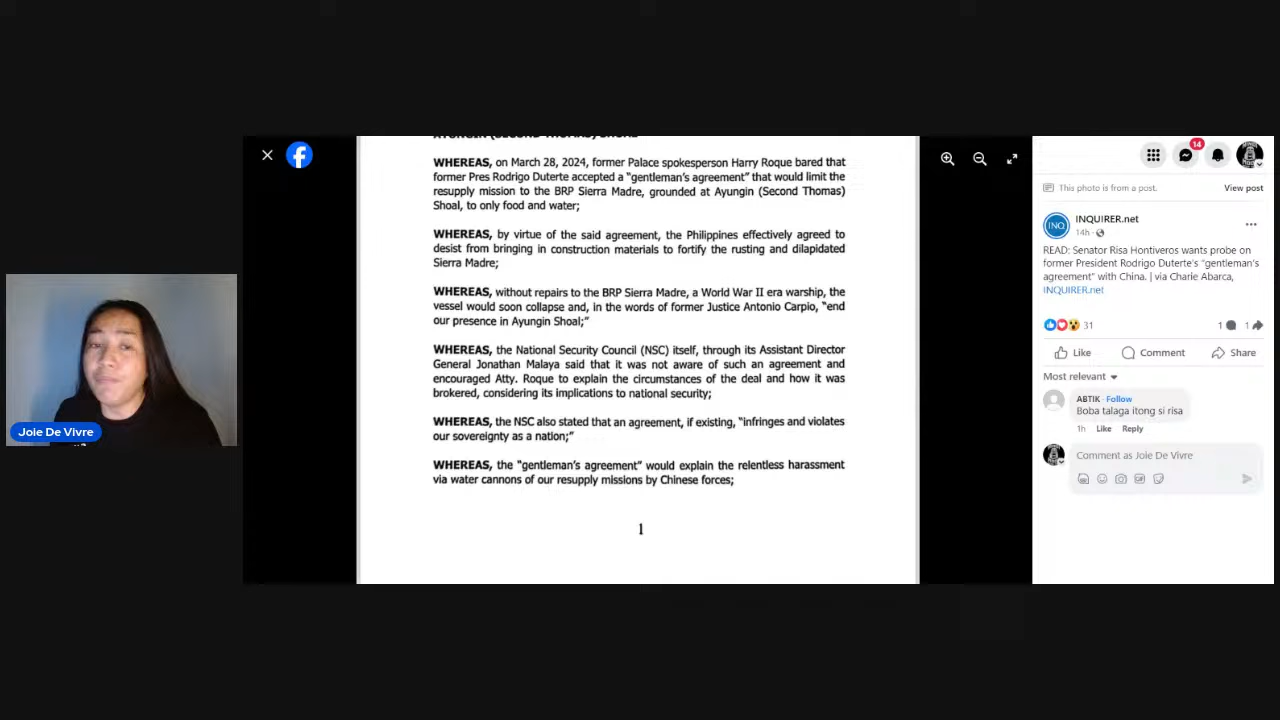 Joie De Vivre
AYUNGIN (SECOND THOMAS) SHOAL
WHEREAS, on March 28, 2024, former Palace spokesperson Harry Roque bared that
former Pres Rodrigo Duterte accepted a “gentleman’s agreement” that would limit the
resupply mission to the BRP Sierra Madre, grounded at Ayungin (Second Thomas)
Shoal, to only food and water;
WHEREAS, by virtue of the said agreement, the Philippines effectively agreed to
desist from bringing in construction materials to fortify the rusting and dilapidated
Sierra Madre;
WHEREAS, without repairs to the BRP Sierra Madre, a World War II era warship, the
vessel would soon collapse and, in the words of former Justice Antonio Carpio, “end
our presence in Ayungin Shoal;”
WHEREAS, the National Security Council (NSC) itself, through its Assistant Director
General Jonathan Malaya said that it was not aware of such an agreement and
encouraged Atty. Roque to explain the circumstances of the deal and how it was
brokered, considering its implications to national security;
WHEREAS, the NSC also stated that an agreement, if existing, “infringes and violates
our sovereignty as a nation;”
WHEREAS, the “gentleman’s agreement” would explain the relentless harassment
via water cannons of our resupply missions by Chinese forces;
1
14
This photo is from a post.
View post
INQ
INQUIRER.net
14h
READ: Senator Risa Hontiveros wants probe on
former President Rodrigo Duterte's "gentleman's
agreement" with China. | via Charie Abarca,
INQUIRER.net
31
1
1
Like
Comment
Share
Most relevant
ABTIK · Follow
Boba talaga itong si risa
1h Like Reply
Comment as Joie De Vivre